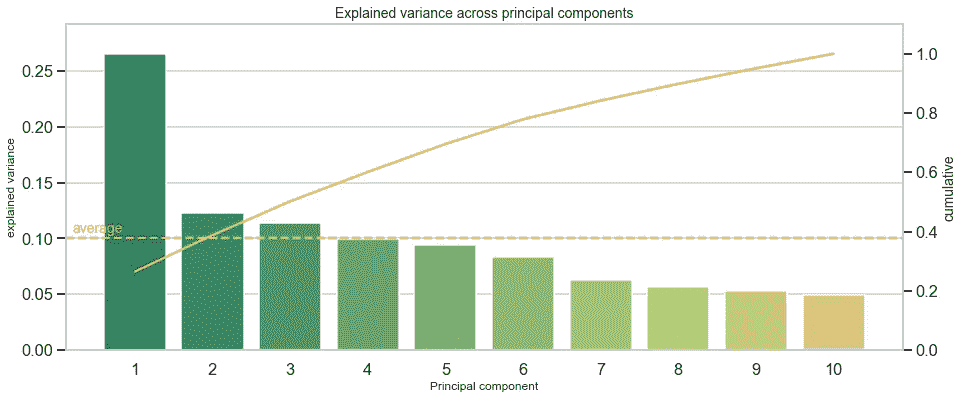 Explained variance across principal components
explained variance
0.25
0.20
0.15
0.10
0.05
0.00
average
1.0
0.8
0.6
0.4
0.2
0.0
cumulative
1 2 3 4 5 6 7 8 9 10
Principal component